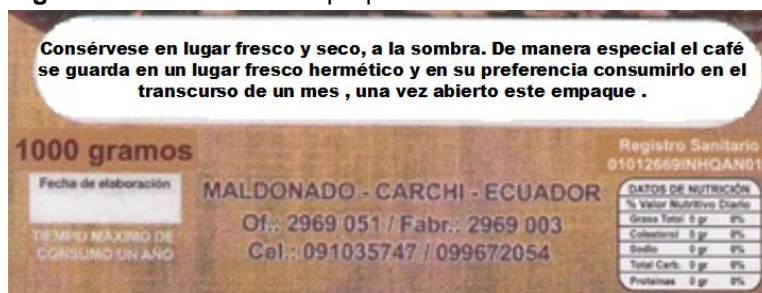 Consérvese en lugar fresco y seco, a la sombra. De manera especial el café
se guarda en un lugar fresco hermético y en su preferencia consumirlo en el
transcurso de un mes , una vez abierto este empaque .
1000 gramos
Fecha de elaboración
TIEMPO MÁXIMO DE
CONSUMO UN AÑO
MALDONADO - CARCHI - ECUADOR
Of.: 2969 051 / Fabr.: 2969 003
Cel.: 091035747 / 099672054
Registro Sanitario
01012669INHQAN01
DATOS DE NUTRICIÓN
% Valor Nutritivo Diario
Grasa Total 0 gr 0%
Colesterol 0 gr 0%
Sodio 0 gr 0%
Total Carb. 0 gr 0%
Proteinas 0 gr 0%